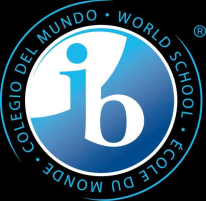 COLEGIO DEL MUNDO • WORLD SCHOOL • ÉCOLE DU MONDE •
®
ib